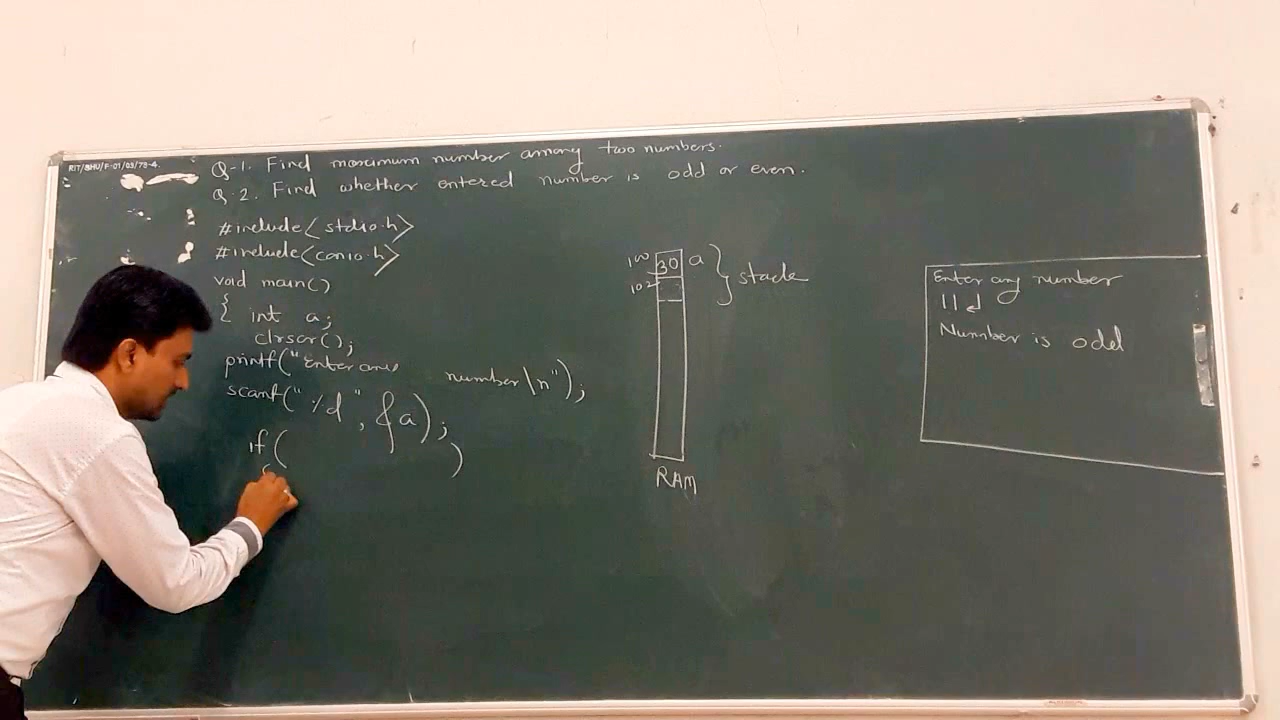 RIT/BHU/F-01/03/73-4.
Q-1. Find maximum number among two numbers.
Q-2. Find whether entered number is odd or even.
#include<stdio.h>
#include<conio.h>
void main()
{ int a;
clrscr();
printf("Enter any number\n");
scanf("%d", &a);
if( )
{
100 30 a } stack
102
RAM
Enter any number
11↲
Number is odd